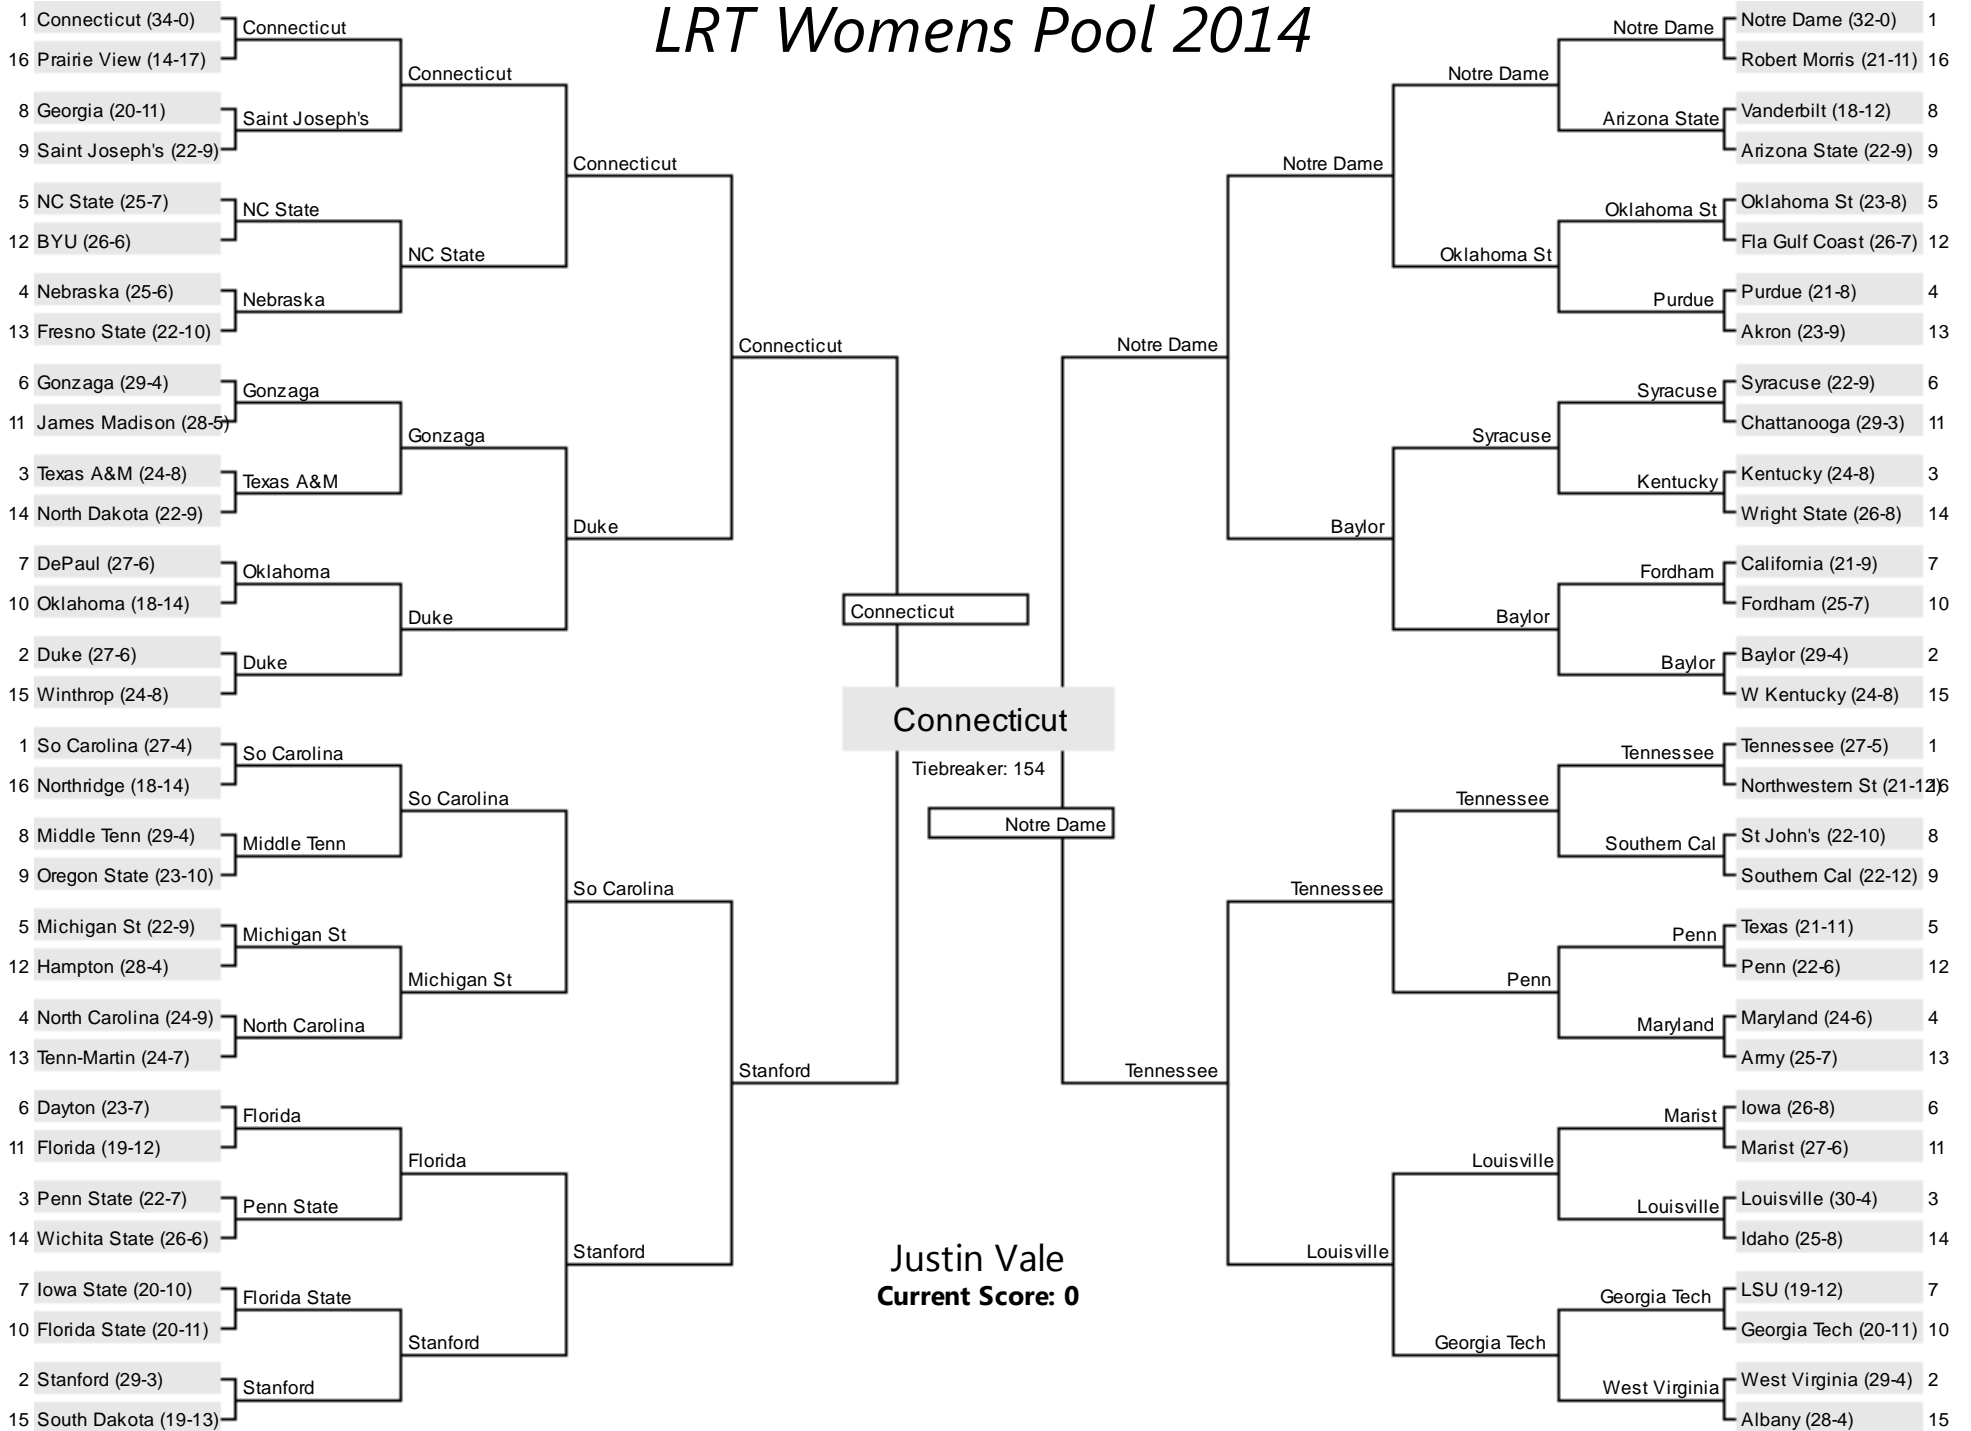 LRT Womens Pool 2014
1 Connecticut (34-0)
16 Prairie View (14-17)
8 Georgia (20-11)
9 Saint Joseph's (22-9)
5 NC State (25-7)
12 BYU (26-6)
4 Nebraska (25-6)
13 Fresno State (22-10)
6 Gonzaga (29-4)
11 James Madison (28-5)
3 Texas A&M (24-8)
14 North Dakota (22-9)
7 DePaul (27-6)
10 Oklahoma (18-14)
2 Duke (27-6)
15 Winthrop (24-8)
1 So Carolina (27-4)
16 Northridge (18-14)
8 Middle Tenn (29-4)
9 Oregon State (23-10)
5 Michigan St (22-9)
12 Hampton (28-4)
4 North Carolina (24-9)
13 Tenn-Martin (24-7)
6 Dayton (23-7)
11 Florida (19-12)
3 Penn State (22-7)
14 Wichita State (26-6)
7 Iowa State (20-10)
10 Florida State (20-11)
2 Stanford (29-3)
15 South Dakota (19-13)
Connecticut
Saint Joseph's
NC State
Nebraska
Gonzaga
Texas A&M
Oklahoma
Duke
So Carolina
Middle Tenn
Michigan St
North Carolina
Florida
Penn State
Florida State
Stanford
Connecticut
NC State
Gonzaga
Duke
So Carolina
Michigan St
Florida
Stanford
Connecticut
Duke
So Carolina
Stanford
Connecticut
Stanford
Connecticut
Connecticut
Tiebreaker: 154
Notre Dame
Justin Vale
Current Score: 0
Notre Dame
Tennessee
Notre Dame
Baylor
Tennessee
Louisville
Notre Dame
Oklahoma St
Syracuse
Baylor
Tennessee
Penn
Louisville
Georgia Tech
Notre Dame
Arizona State
Oklahoma St
Purdue
Syracuse
Kentucky
Fordham
Baylor
Tennessee
Southern Cal
Penn
Maryland
Marist
Louisville
Georgia Tech
West Virginia
Notre Dame (32-0) 1
Robert Morris (21-11) 16
Vanderbilt (18-12) 8
Arizona State (22-9) 9
Oklahoma St (23-8) 5
Fla Gulf Coast (26-7) 12
Purdue (21-8) 4
Akron (23-9) 13
Syracuse (22-9) 6
Chattanooga (29-3) 11
Kentucky (24-8) 3
Wright State (26-8) 14
California (21-9) 7
Fordham (25-7) 10
Baylor (29-4) 2
W Kentucky (24-8) 15
Tennessee (27-5) 1
Northwestern St (21-12) 16
St John's (22-10) 8
Southern Cal (22-12) 9
Texas (21-11) 5
Penn (22-6) 12
Maryland (24-6) 4
Army (25-7) 13
Iowa (26-8) 6
Marist (27-6) 11
Louisville (30-4) 3
Idaho (25-8) 14
LSU (19-12) 7
Georgia Tech (20-11) 10
West Virginia (29-4) 2
Albany (28-4) 15